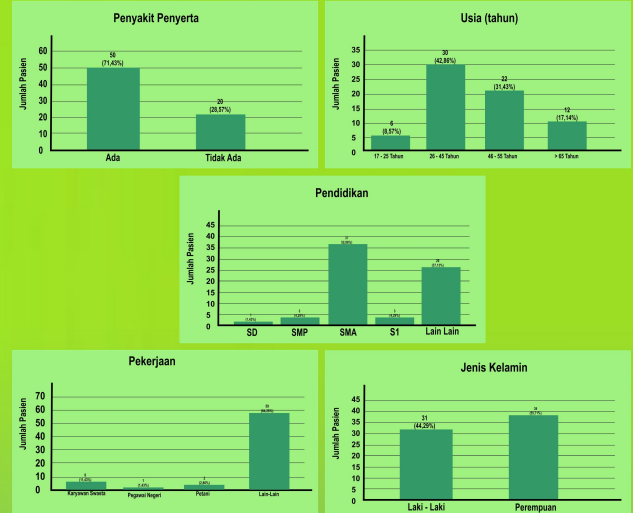 Penyakit Penyerta
Jumlah Pasien
60
50
40
30
20
10
0
50
(71,43%)
20
(28,57%)
Ada
Tidak Ada
Usia (tahun)
Jumlah Pasien
35
30
25
20
15
10
5
0
6
(8,57%)
30
(42,86%)
22
(31,43%)
12
(17,14%)
17 - 25 Tahun
26 - 45 Tahun
46 - 55 Tahun
> 65 Tahun
Pendidikan
Jumlah Pasien
45
40
35
30
25
20
15
10
5
0
SD
SMP
SMA
S1
Lain Lain
Pekerjaan
Jumlah Pasien
70
60
50
40
30
20
10
0
Karyawan Swasta
Pegawai Negeri
Petani
Lain-Lain
Jenis Kelamin
Jumlah Pasien
45
40
35
30
25
20
15
10
5
0
31
(44,29%)
Laki - Laki
Perempuan